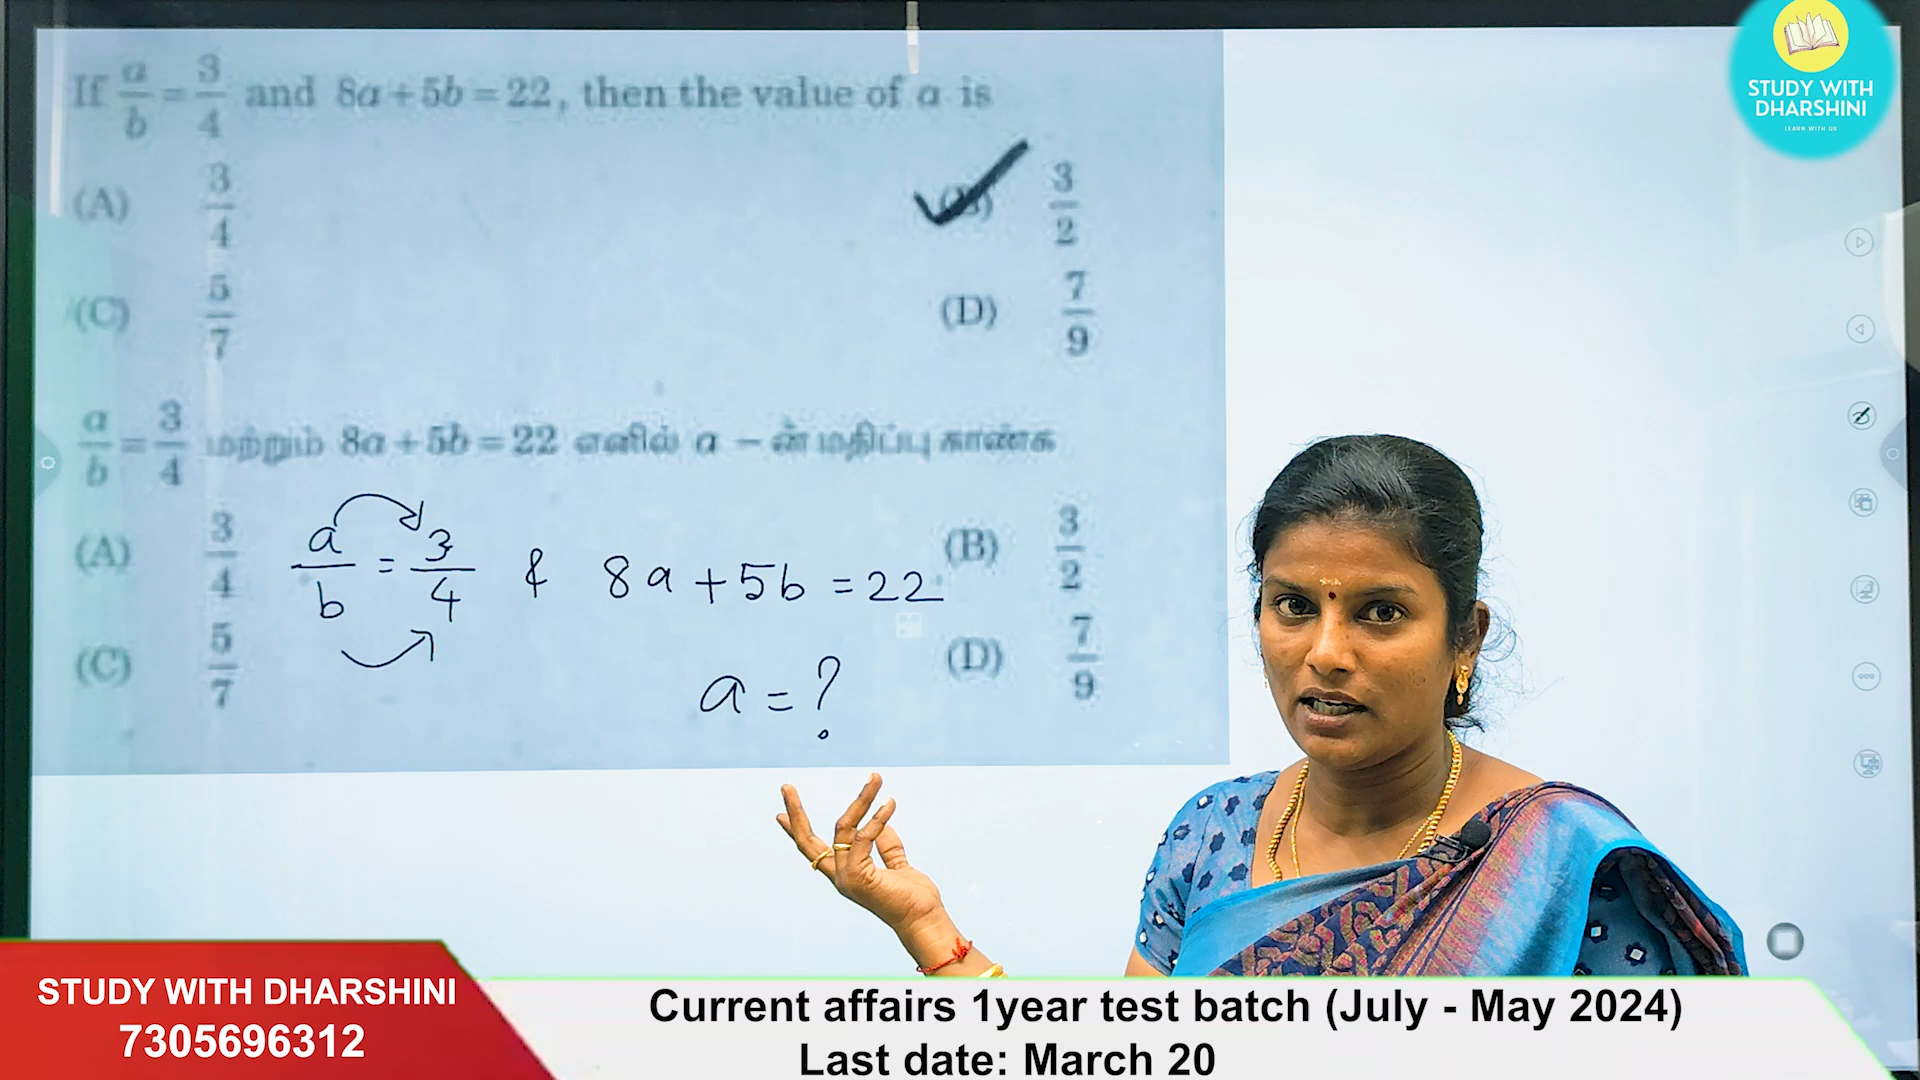 If a/b = 3/4 and 8a + 5b = 22, then the value of a is
(A) 3/4 (B) 3/2
(C) 5/7 (D) 7/9
a/b = 3/4 மற்றும் 8a + 5b = 22 எனில் a – ன் மதிப்பு காண்க
(A) 3/4 (B) 3/2
(C) 5/7 (D) 7/9
a/b = 3/4 & 8a + 5b = 22
a = ?
STUDY WITH
DHARSHINI
LEARN WITH US
STUDY WITH DHARSHINI
7305696312
Current affairs 1year test batch (July - May 2024)
Last date: March 20